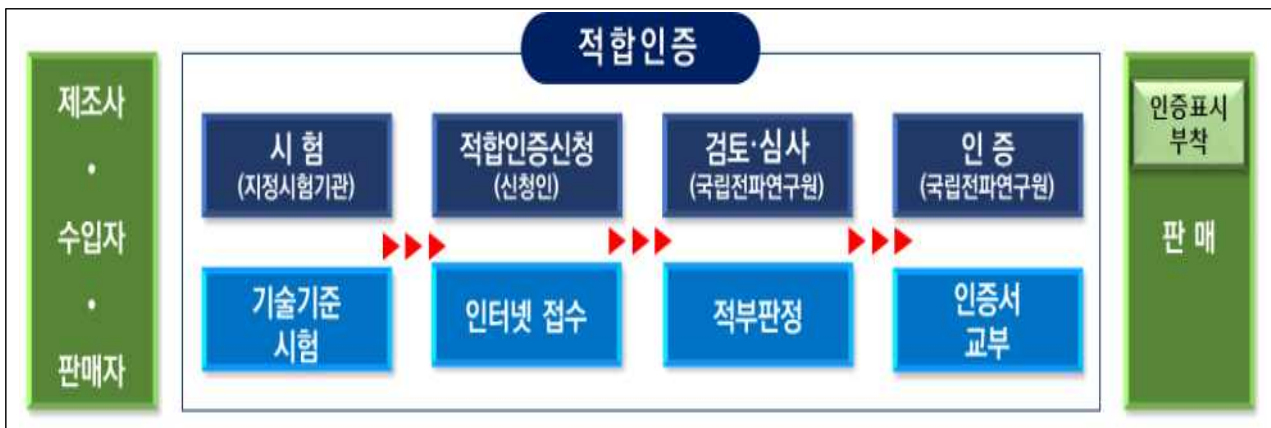 적합인증
제조사
·
수입자
·
판매자
시 험
(지정시험기관)
적합인증신청
(신청인)
검토·심사
(국립전파연구원)
인 증
(국립전파연구원)
기술기준
시험
인터넷 접수
적부판정
인증서
교부
인증표시
부착
판 매